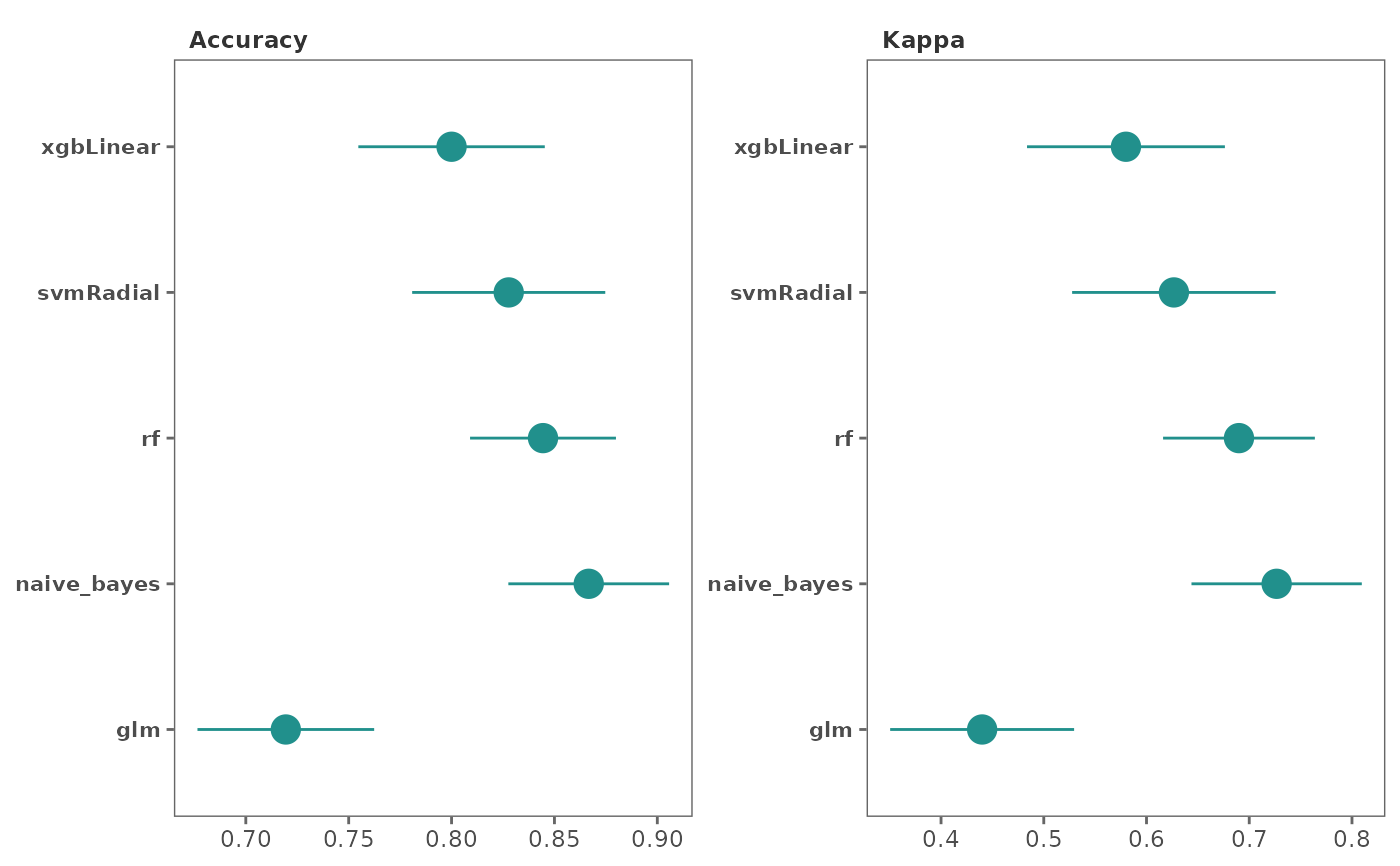 Accuracy
xgbLinear
svmRadial
rf
naive_bayes
glm
0.70 0.75 0.80 0.85 0.90
Kappa
xgbLinear
svmRadial
rf
naive_bayes
glm
0.4 0.5 0.6 0.7 0.8